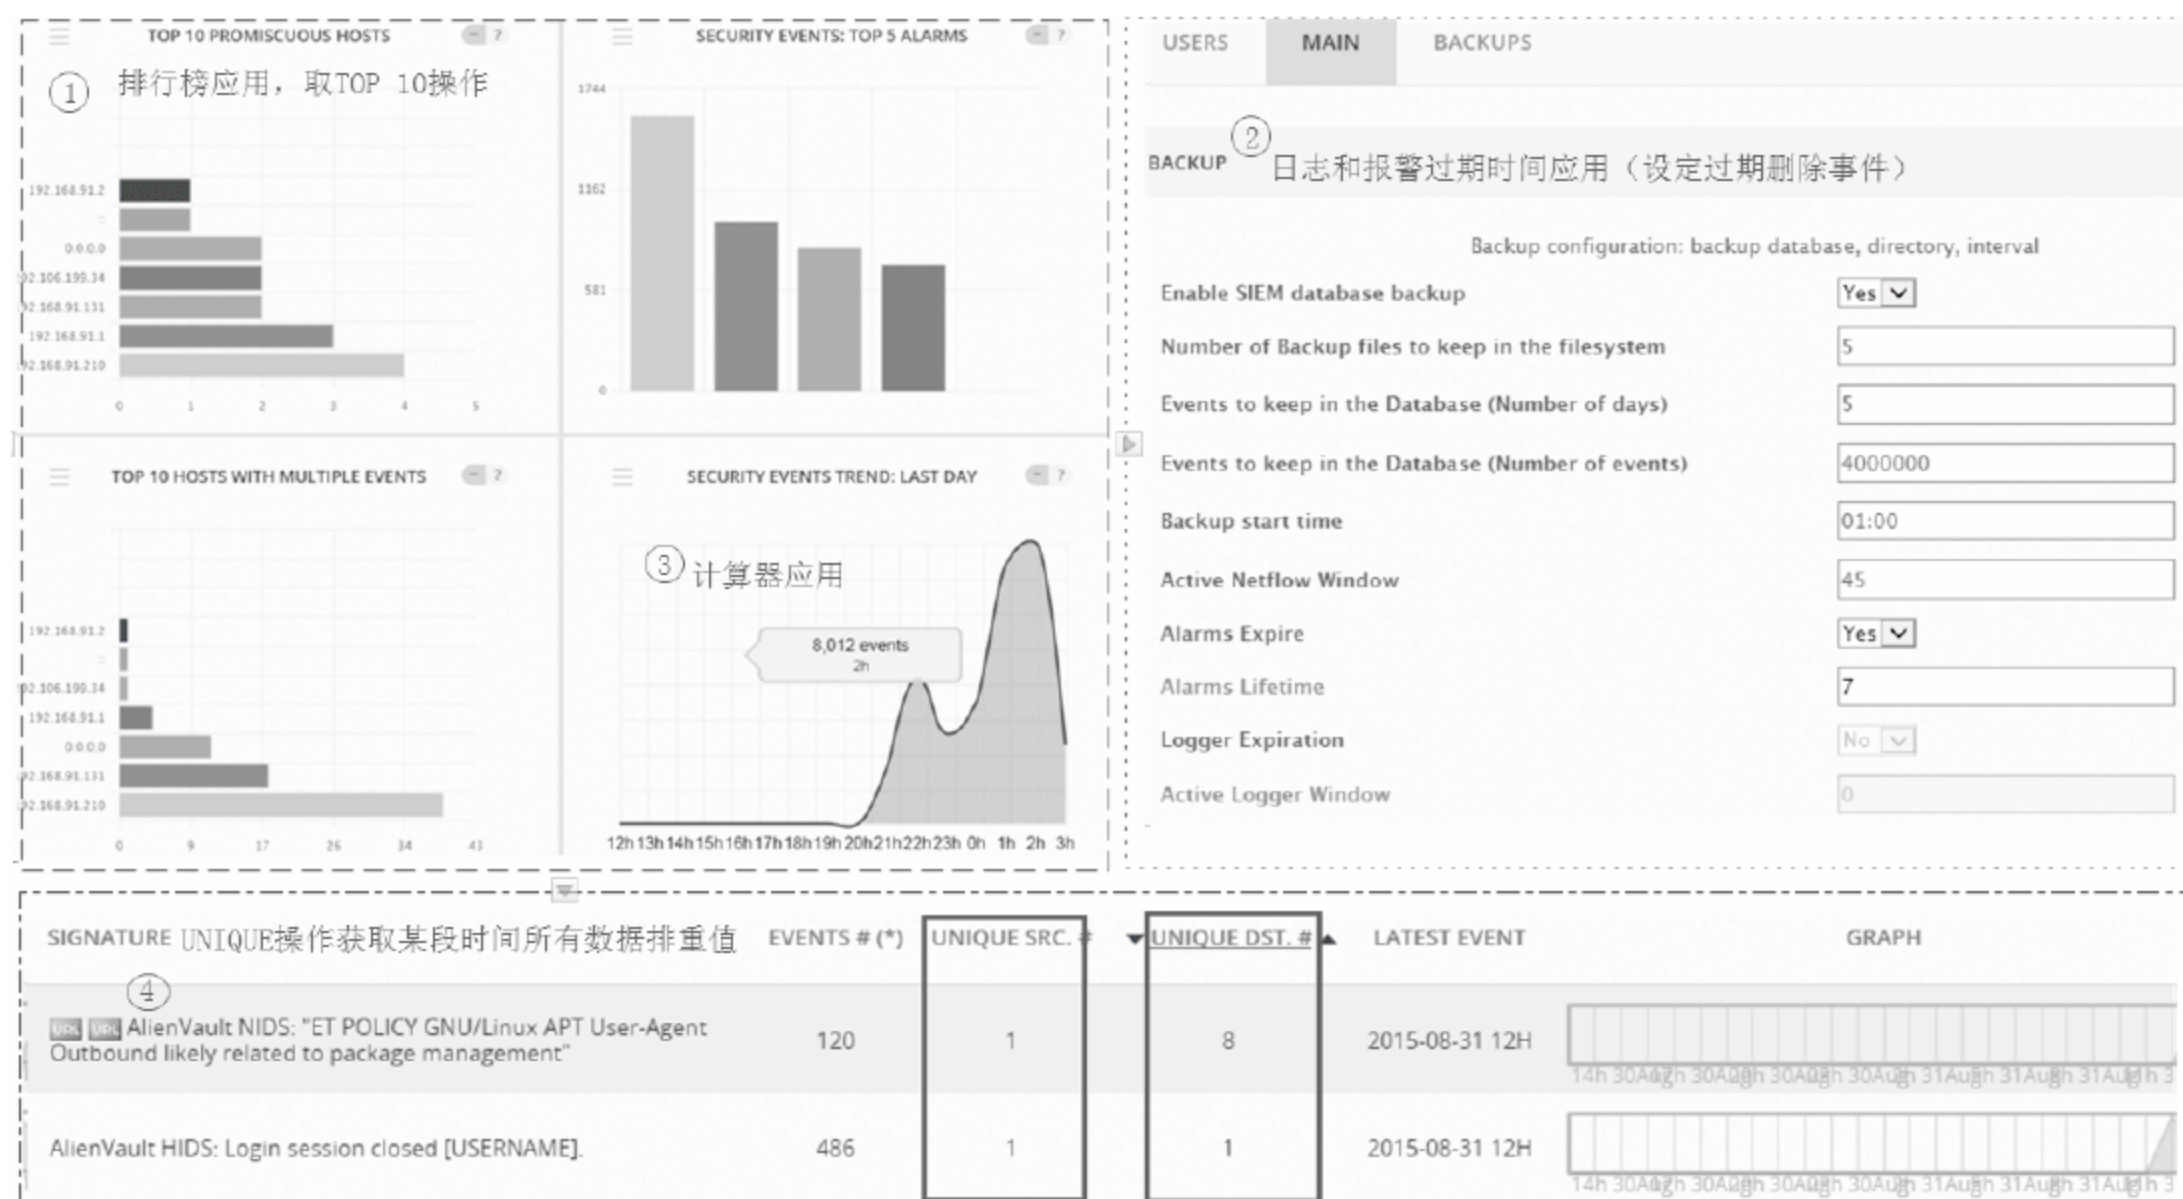 TOP 10 PROMISCUOUS HOSTS
− ?
① 排行榜应用，取TOP 10操作
192.168.91.2
0.0.0.0
92.106.199.34
92.168.91.131
192.168.91.1
92.168.91.210
0 1 2 3 4 5
SECURITY EVENTS: TOP 5 ALARMS
− ?
1744
1162
581
0
TOP 10 HOSTS WITH MULTIPLE EVENTS
− ?
192.168.91.2
92.106.199.34
192.168.91.1
0.0.0.0
92.168.91.131
92.168.91.210
0 9 17 26 34 43
SECURITY EVENTS TREND: LAST DAY
− ?
③ 计算器应用
8,012 events
2h
12h 13h 14h 15h 16h 17h 18h 19h 20h 21h 22h 23h 0h 1h 2h 3h
USERS MAIN BACKUPS
BACKUP ② 日志和报警过期时间应用（设定过期删除事件）
Backup configuration: backup database, directory, interval
Enable SIEM database backup Yes
Number of Backup files to keep in the filesystem 5
Events to keep in the Database (Number of days) 5
Events to keep in the Database (Number of events) 4000000
Backup start time 01:00
Active Netflow Window 45
Alarms Expire Yes
Alarms Lifetime 7
Logger Expiration No
Active Logger Window 0
SIGNATURE UNIQUE操作获取某段时间所有数据排重值 EVENTS # (*) UNIQUE SRC. # UNIQUE DST. # LATEST EVENT GRAPH
④
URL URL AlienVault NIDS: "ET POLICY GNU/Linux APT User-Agent
Outbound likely related to package management" 120 1 8 2015-08-31 12H
AlienVault HIDS: Login session closed [USERNAME]. 486 1 1 2015-08-31 12H